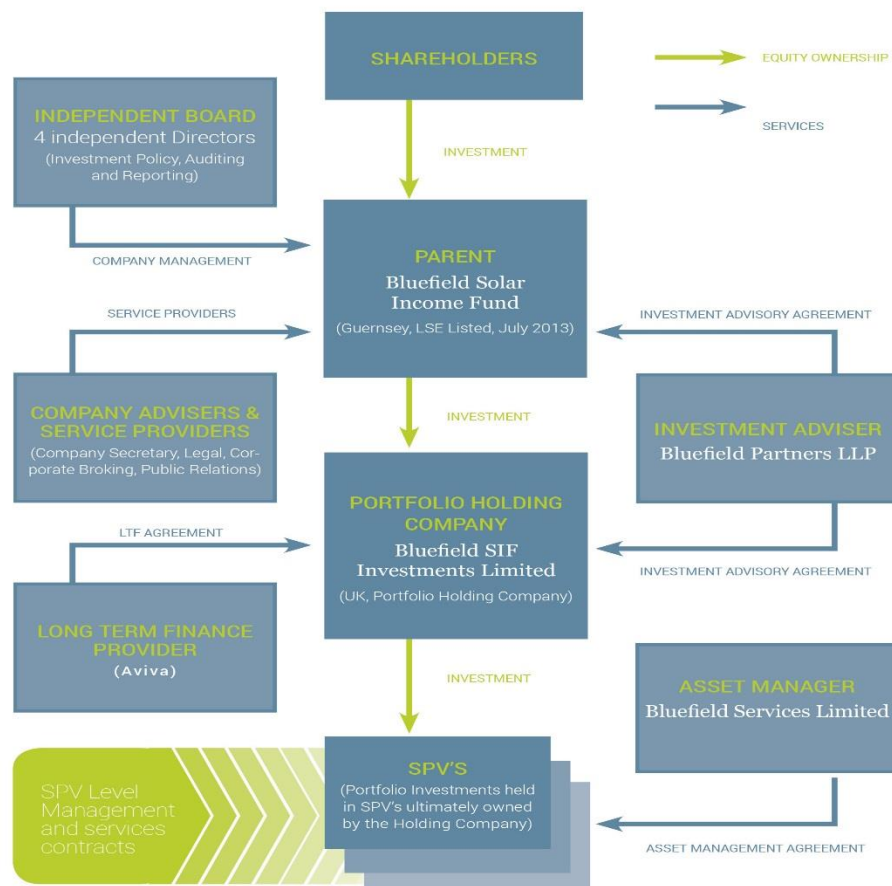 SHAREHOLDERS
EQUITY OWNERSHIP
SERVICES
INDEPENDENT BOARD
4 independent Directors
(Investment Policy, Auditing
and Reporting)
INVESTMENT
COMPANY MANAGEMENT
PARENT
Bluefield Solar
Income Fund
(Guernsey, LSE Listed, July 2013)
SERVICE PROVIDERS
INVESTMENT ADVISORY AGREEMENT
COMPANY ADVISERS &
SERVICE PROVIDERS
(Company Secretary, Legal, Cor-
porate Broking, Public Relations)
INVESTMENT
INVESTMENT ADVISER
Bluefield Partners LLP
PORTFOLIO HOLDING
COMPANY
Bluefield SIF
Investments Limited
(UK, Portfolio Holding Company)
LTF AGREEMENT
INVESTMENT ADVISORY AGREEMENT
LONG TERM FINANCE
PROVIDER
(Aviva)
INVESTMENT
ASSET MANAGER
Bluefield Services Limited
SPV Level
Management
and services
contracts
SPV'S
(Portfolio Investments held
in SPV's ultimately owned
by the Holding Company)
ASSET MANAGEMENT AGREEMENT